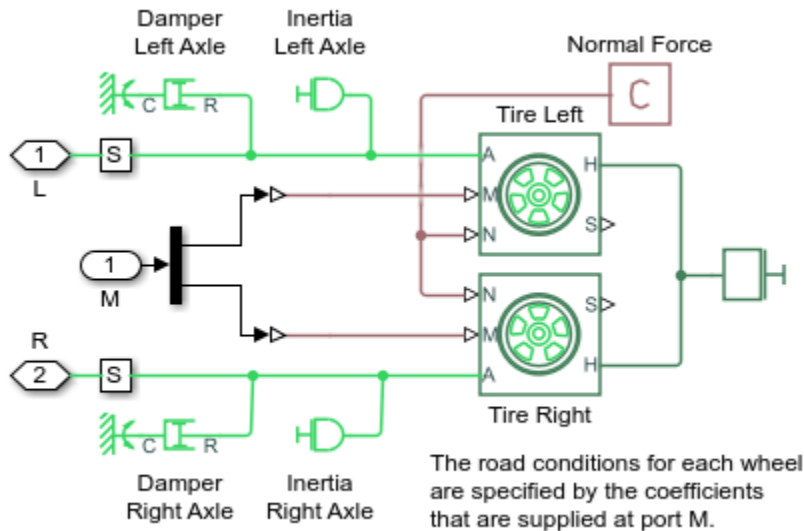 Damper
Left Axle
Inertia
Left Axle
Normal Force
C
C
R
Tire Left
1
L
S
A
H
M
S
N
1
M
N
S
M
R
2
S
A
H
C
R
Tire Right
Damper
Right Axle
Inertia
Right Axle
The road conditions for each wheel
are specified by the coefficients
that are supplied at port M.